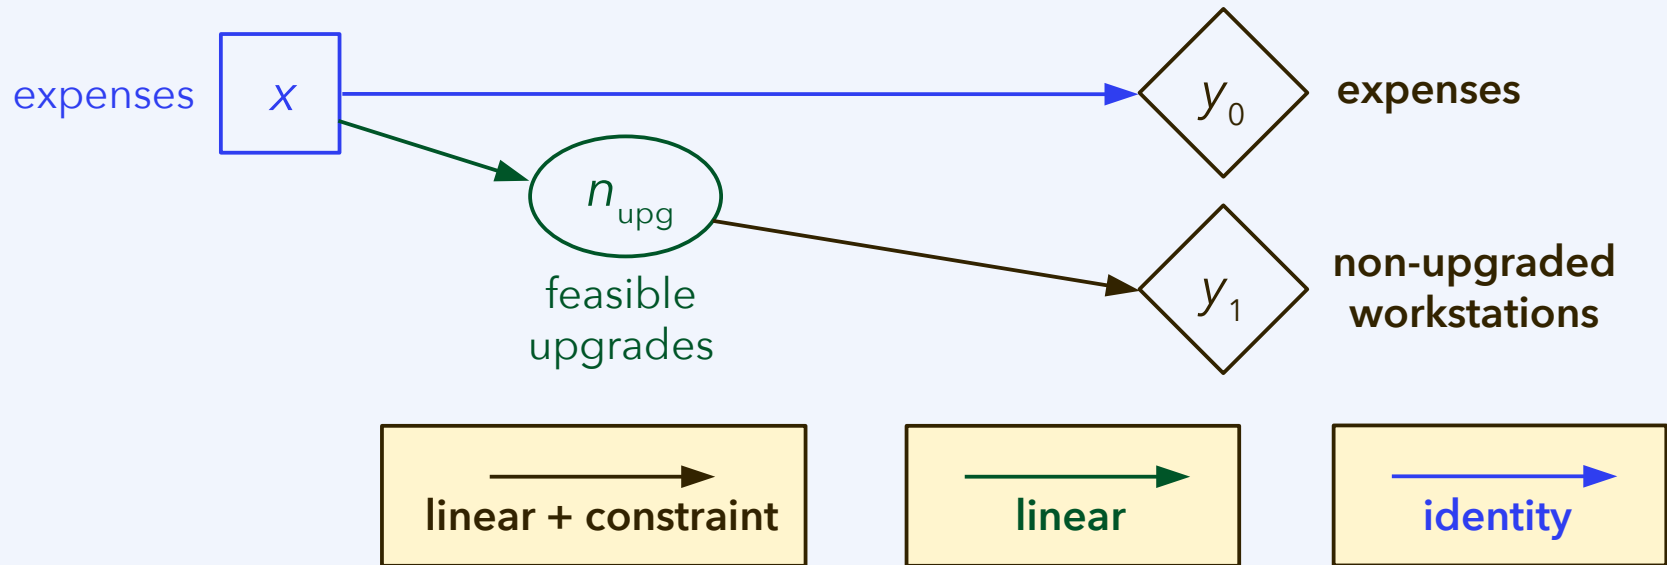 expenses
x
y0
expenses
nupg
feasible
upgrades
y1
non-upgraded
workstations
linear + constraint
linear
identity